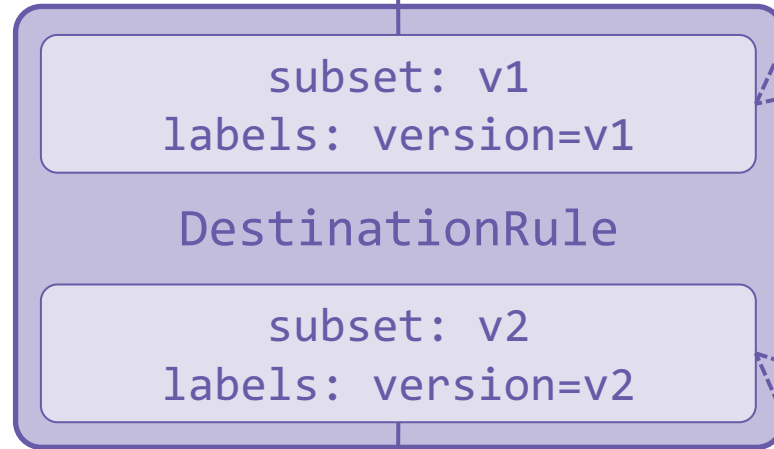 subset: v1
labels: version=v1
DestinationRule
subset: v2
labels: version=v2